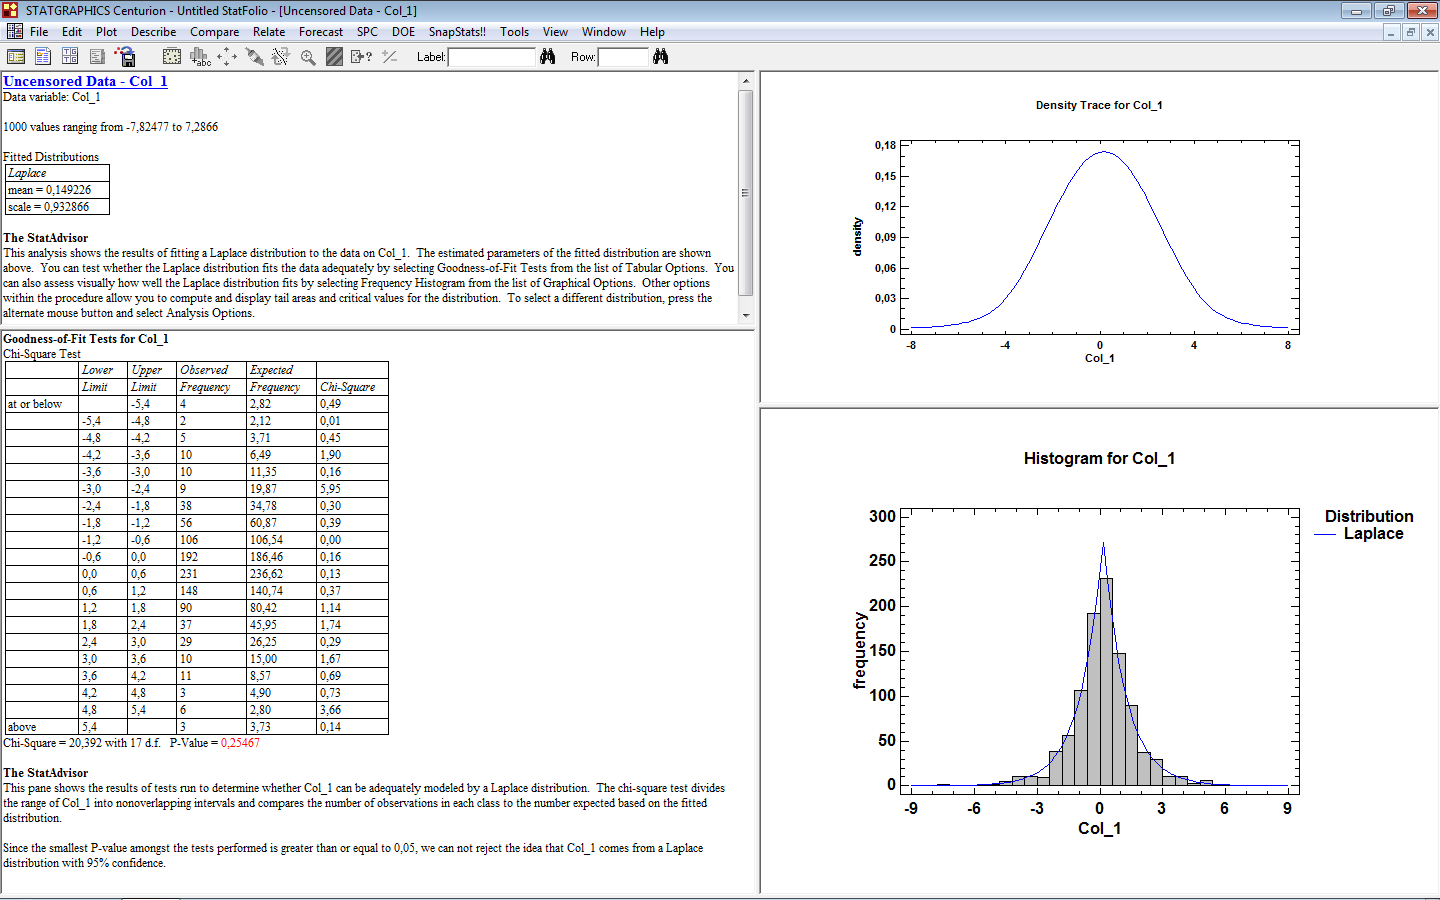 STATGRAPHICS Centurion - Untitled StatFolio - [Uncensored Data - Col_1]
File Edit Plot Describe Compare Relate Forecast SPC DOE SnapStats!! Tools View Window Help
Label: Row:
Uncensored Data - Col_1
Data variable: Col_1
1000 values ranging from -7,82477 to 7,2866
Fitted Distributions
Laplace
mean = 0,149226
scale = 0,932866
The StatAdvisor
This analysis shows the results of fitting a Laplace distribution to the data on Col_1. The estimated parameters of the fitted distribution are shown
above. You can test whether the Laplace distribution fits the data adequately by selecting Goodness-of-Fit Tests from the list of Tabular Options. You
can also assess visually how well the Laplace distribution fits by selecting Frequency Histogram from the list of Graphical Options. Other options
within the procedure allow you to compute and display tail areas and critical values for the distribution. To select a different distribution, press the
alternate mouse button and select Analysis Options.
Goodness-of-Fit Tests for Col_1
Chi-Square Test
Lower Upper Observed Expected
Limit Limit Frequency Frequency Chi-Square
at or below -5,4 4 2,82 0,49
-5,4 -4,8 2 2,12 0,01
-4,8 -4,2 5 3,71 0,45
-4,2 -3,6 10 6,49 1,90
-3,6 -3,0 10 11,35 0,16
-3,0 -2,4 9 19,87 5,95
-2,4 -1,8 38 34,78 0,30
-1,8 -1,2 56 60,87 0,39
-1,2 -0,6 106 106,54 0,00
-0,6 0,0 192 186,46 0,16
0,0 0,6 231 236,62 0,13
0,6 1,2 148 140,74 0,37
1,2 1,8 90 80,42 1,14
1,8 2,4 37 45,95 1,74
2,4 3,0 29 26,25 0,29
3,0 3,6 10 15,00 1,67
3,6 4,2 11 8,57 0,69
4,2 4,8 3 4,90 0,73
4,8 5,4 6 2,80 3,66
above 5,4 3 3,73 0,14
Chi-Square = 20,392 with 17 d.f. P-Value = 0,25467
The StatAdvisor
This pane shows the results of tests run to determine whether Col_1 can be adequately modeled by a Laplace distribution. The chi-square test divides
the range of Col_1 into nonoverlapping intervals and compares the number of observations in each class to the number expected based on the fitted
distribution.
Since the smallest P-value amongst the tests performed is greater than or equal to 0,05, we can not reject the idea that Col_1 comes from a Laplace
distribution with 95% confidence.
Density Trace for Col_1
density
0,18
0,15
0,12
0,09
0,06
0,03
0
-8 -4 0 4 8
Col_1
Histogram for Col_1
frequency
300
250
200
150
100
50
0
-9 -6 -3 0 3 6 9
Col_1
Distribution
Laplace